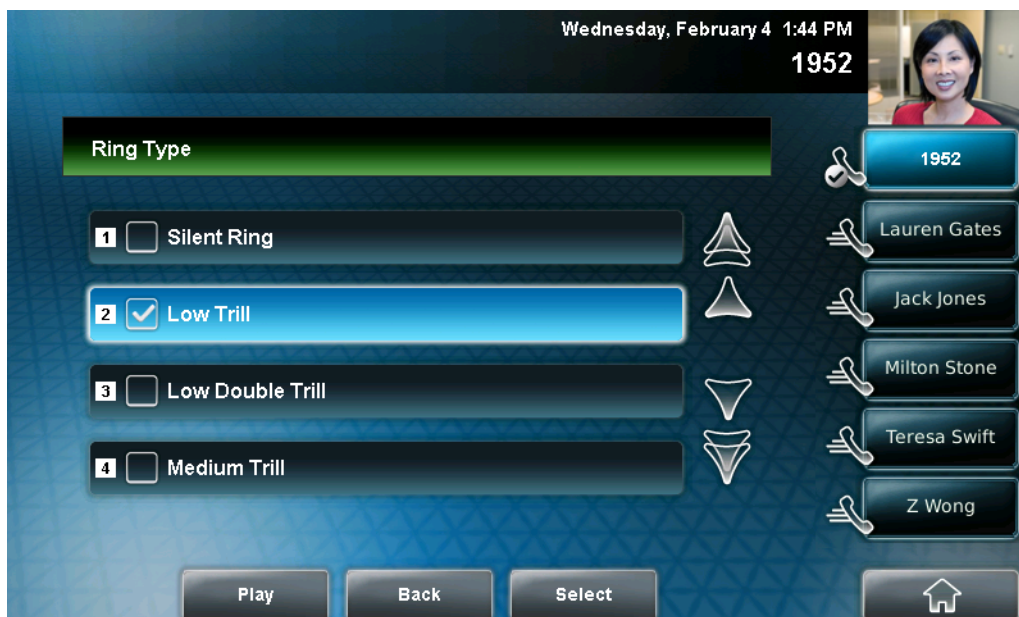 Wednesday, February 4 1:44 PM
1952
Ring Type
1952
1 Silent Ring
Lauren Gates
2 Low Trill
Jack Jones
3 Low Double Trill
Milton Stone
4 Medium Trill
Teresa Swift
Z Wong
Play Back Select